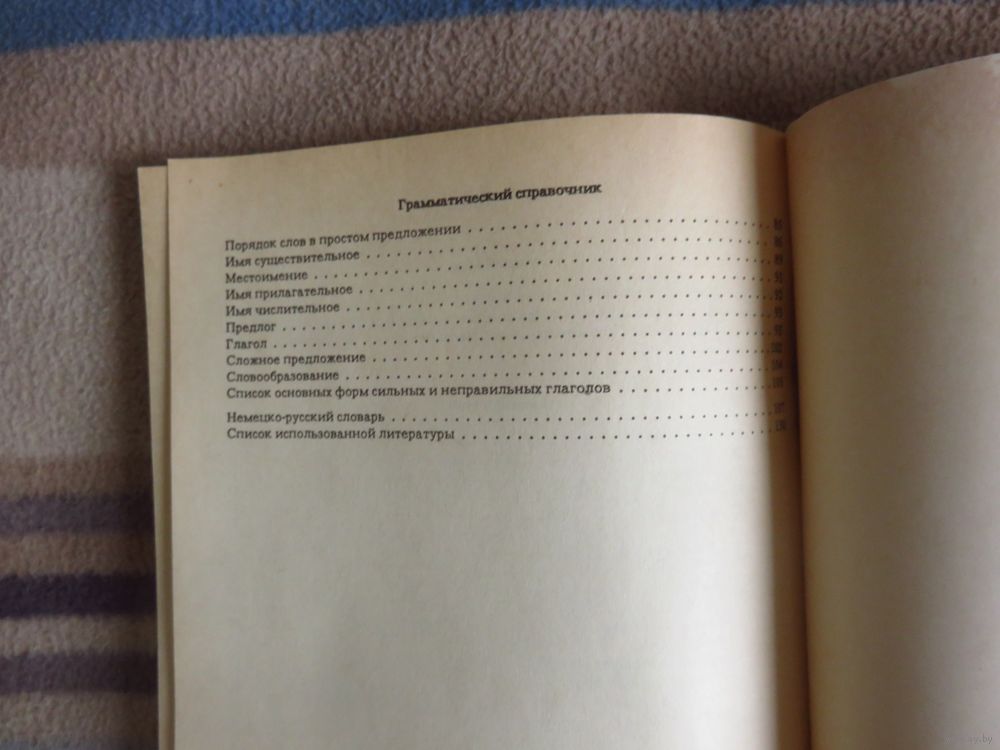 Грамматический справочник
Порядок слов в простом предложении
Имя существительное
Местоимение
Имя прилагательное
Имя числительное
Предлог
Глагол
Сложное предложение
Словообразование
Список основных форм сильных и неправильных глаголов
Немецко-русский словарь
Список использованной литературы